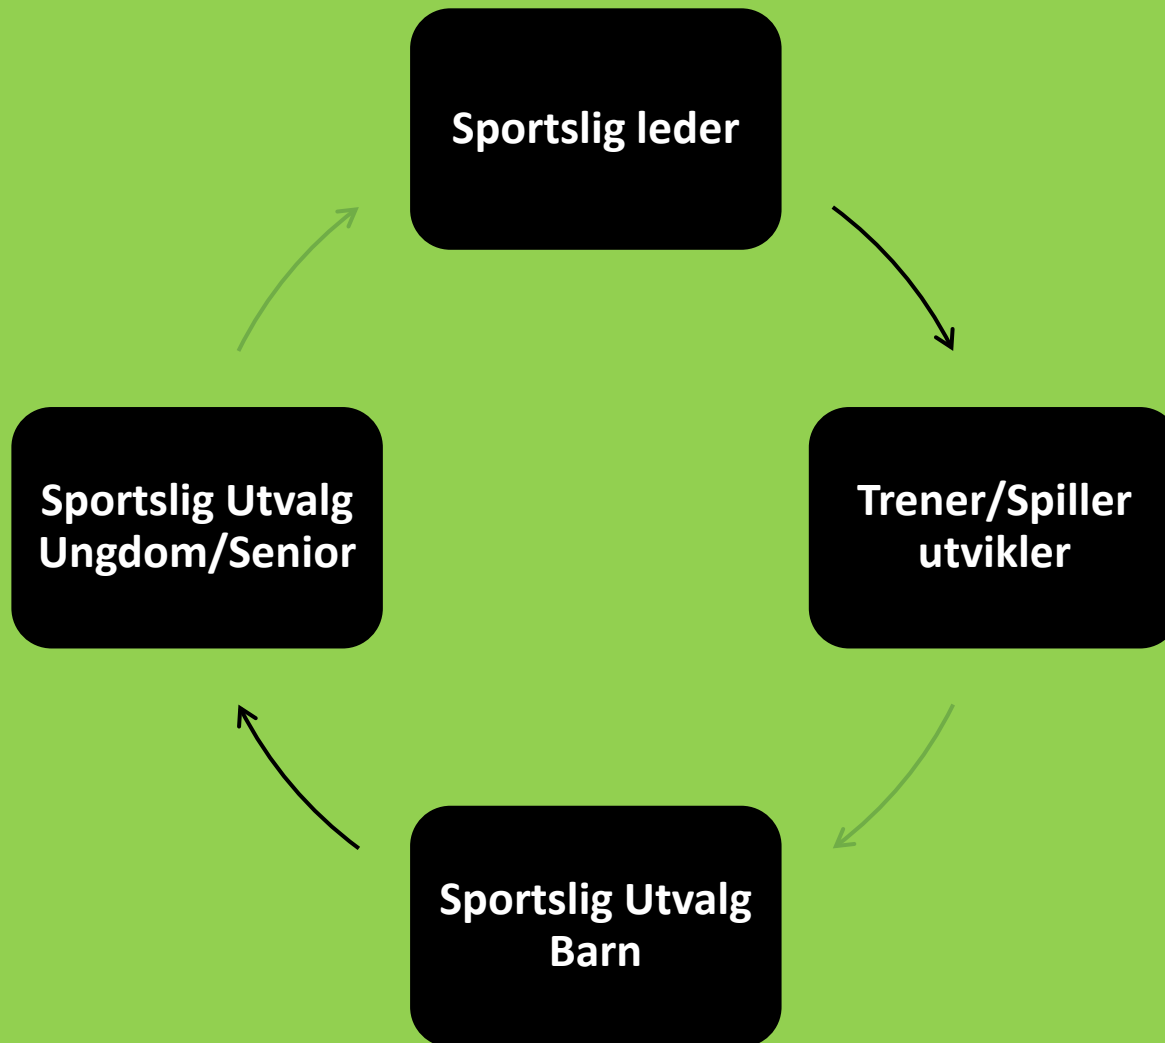 Sportslig leder
Sportslig Utvalg
Ungdom/Senior
Trener/Spiller
utvikler
Sportslig Utvalg
Barn